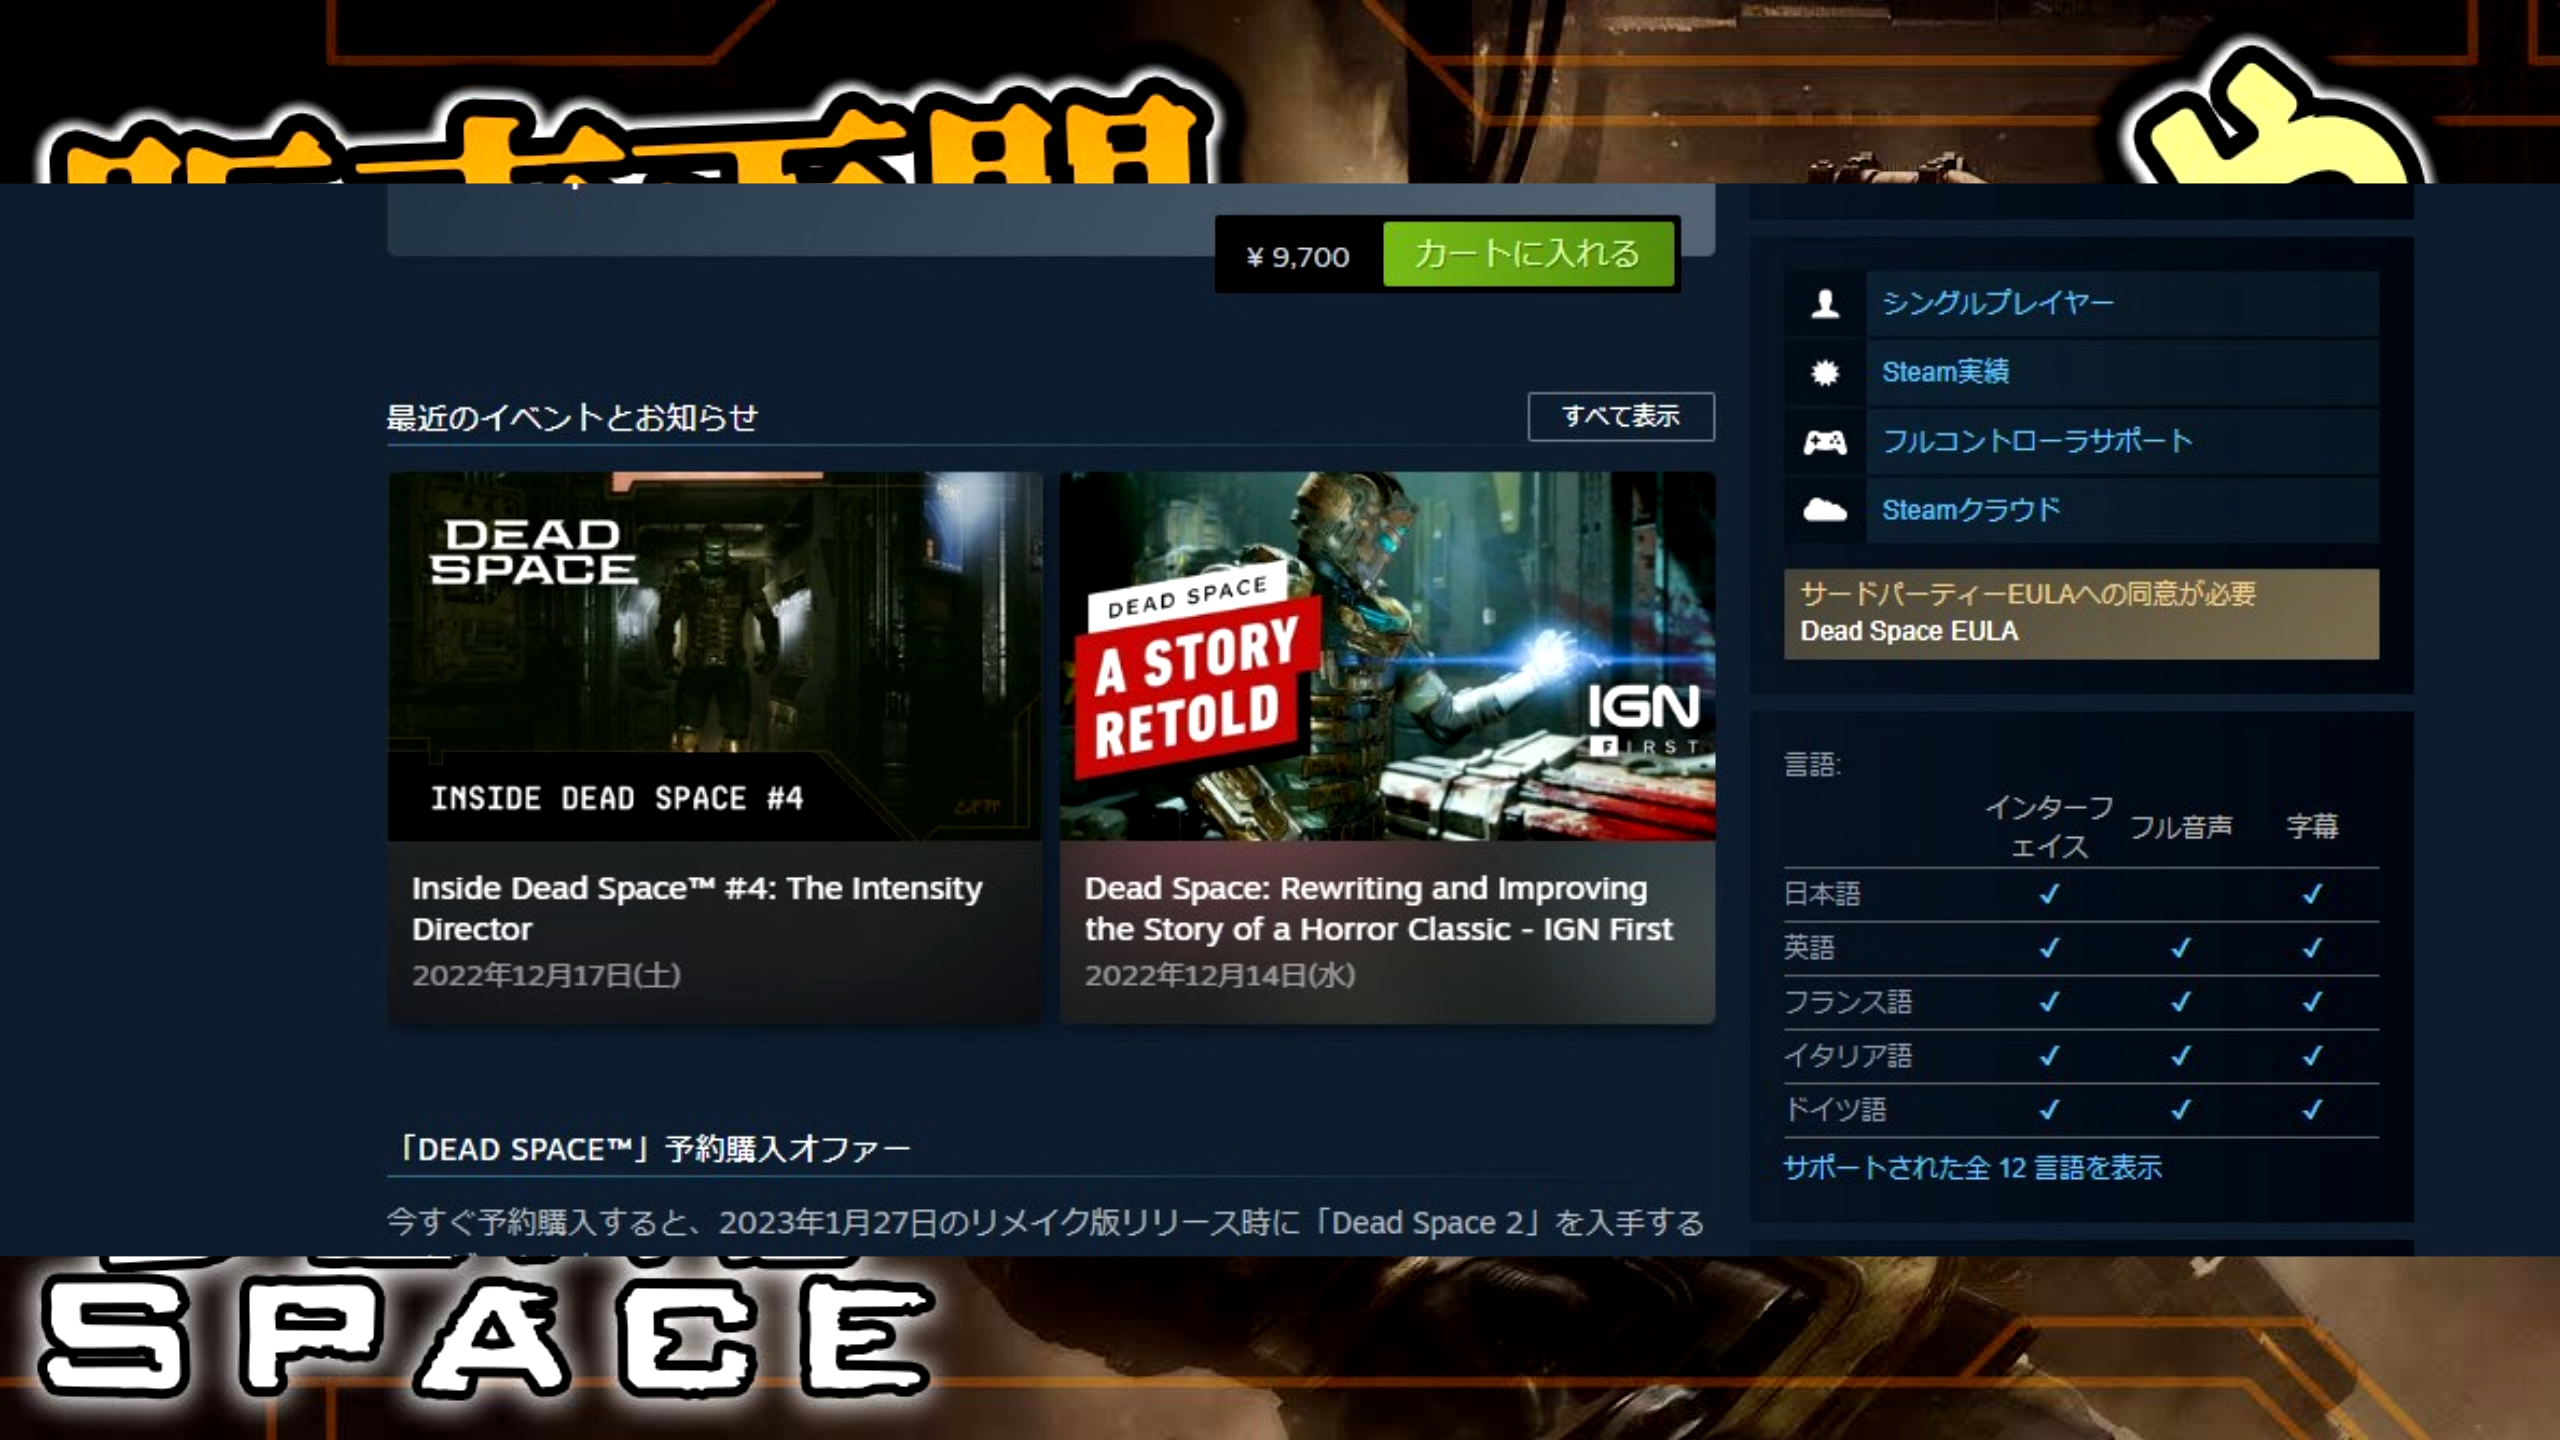 ¥ 9,700
カートに入れる
シングルプレイヤー
Steam実績
フルコントローラサポート
Steamクラウド
サードパーティーEULAへの同意が必要
Dead Space EULA
最近のイベントとお知らせ
すべて表示
DEAD
SPACE
INSIDE DEAD SPACE #4
Inside Dead Space™ #4: The Intensity
Director
2022年12月17日(土)
DEAD SPACE
A STORY
RETOLD
IGN
FIRST
Dead Space: Rewriting and Improving
the Story of a Horror Classic - IGN First
2022年12月14日(水)
言語:
インターフ
ェイス
フル音声
字幕
日本語 ✓ ✓
英語 ✓ ✓ ✓
フランス語 ✓ ✓ ✓
イタリア語 ✓ ✓ ✓
ドイツ語 ✓ ✓ ✓
サポートされた全 12 言語を表示
「DEAD SPACE™」予約購入オファー
今すぐ予約購入すると、2023年1月27日のリメイク版リリース時に「Dead Space 2」を入手する
SPACE